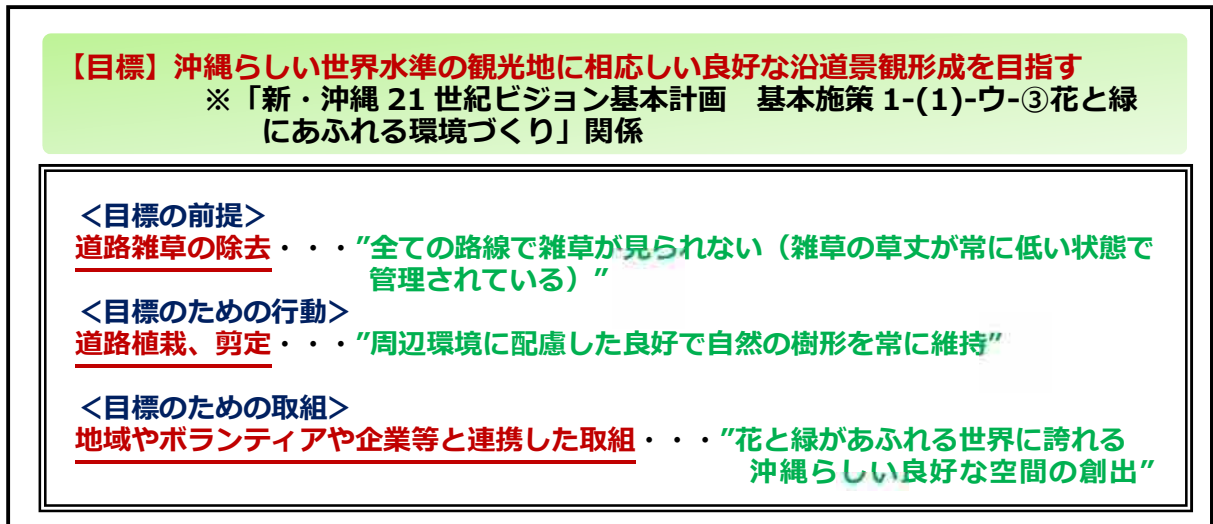 【目標】沖縄らしい世界水準の観光地に相応しい良好な沿道景観形成を目指す
※「新・沖縄 21 世紀ビジョン基本計画　基本施策 1-(1)-ウ-③花と緑
にあふれる環境づくり」関係
＜目標の前提＞
道路雑草の除去・・・”全ての路線で雑草が見られない（雑草の草丈が常に低い状態で
管理されている）”
＜目標のための行動＞
道路植栽、剪定・・・”周辺環境に配慮した良好で自然の樹形を常に維持”
＜目標のための取組＞
地域やボランティアや企業等と連携した取組・・・”花と緑があふれる世界に誇れる
沖縄らしい良好な空間の創出”